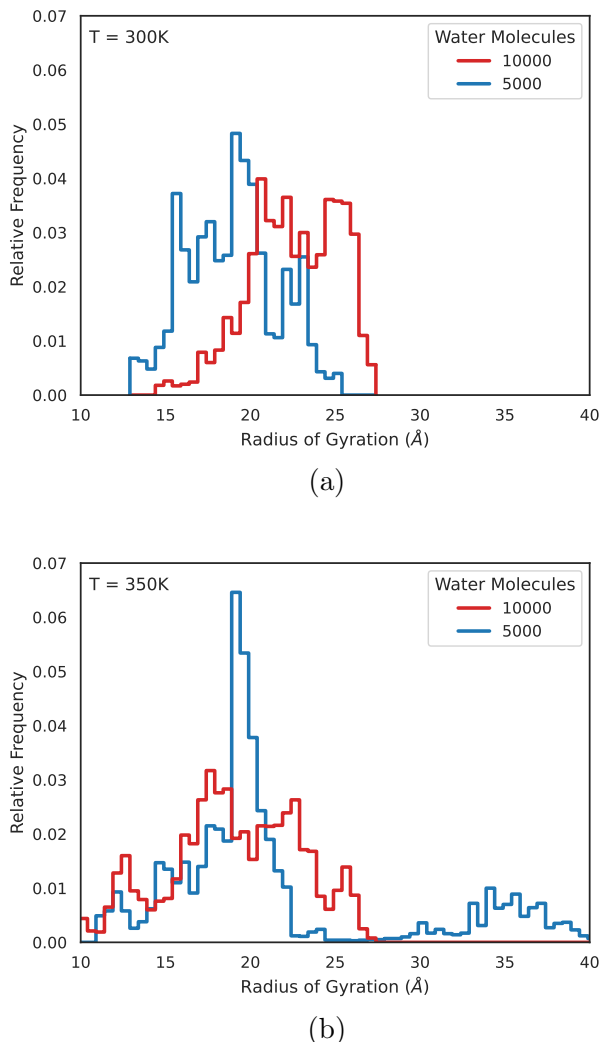 0.07
T = 300K
Water Molecules
10000
5000
0.06
0.05
0.04
0.03
0.02
0.01
0.00
Relative Frequency
10 15 20 25 30 35 40
Radius of Gyration (Å)
(a)
0.07
T = 350K
Water Molecules
10000
5000
0.06
0.05
0.04
0.03
0.02
0.01
0.00
Relative Frequency
10 15 20 25 30 35 40
Radius of Gyration (Å)
(b)